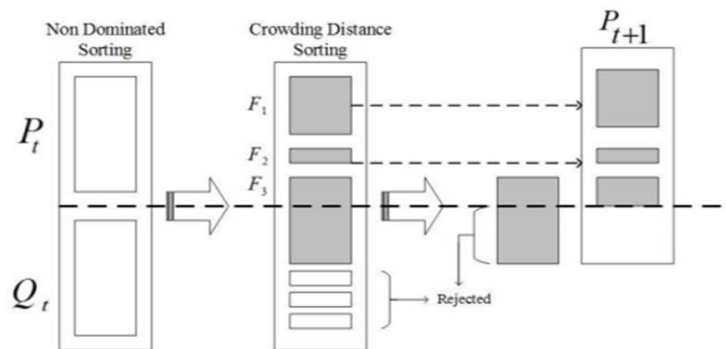 Non Dominated
Sorting
Crowding Distance
Sorting
P_{t+1}
P_t
F_1
F_2
F_3
Q_t
Rejected